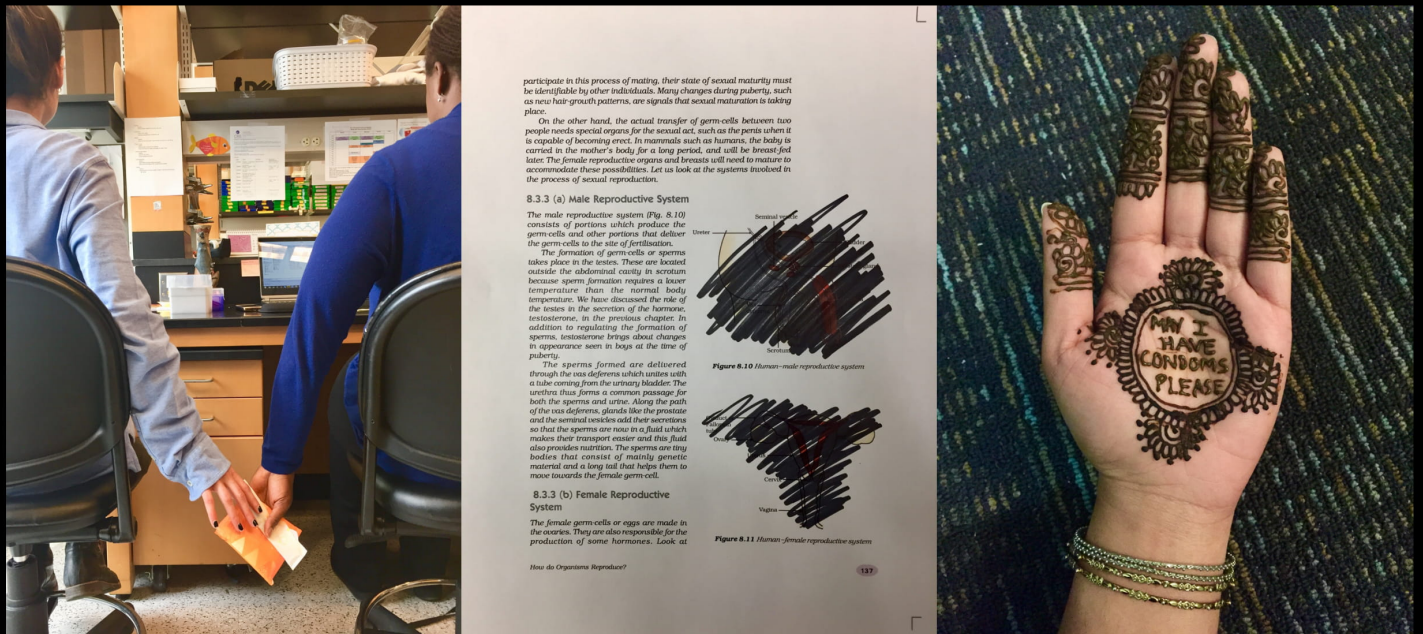 participate in this process of mating, their state of sexual maturity must
be identifiable by other individuals. Many changes during puberty, such
as new hair-growth patterns, are signals that sexual maturation is taking
place.
On the other hand, the actual transfer of germ-cells between two
people needs special organs for the sexual act, such as the penis when it
is capable of becoming erect. In mammals such as humans, the baby is
carried in the mother's body for a long period, and will be breast-fed
later. The female reproductive organs and breasts will need to mature to
accommodate these possibilities. Let us look at the systems involved in
the process of sexual reproduction.
8.3.3 (a) Male Reproductive System
The male reproductive system (Fig. 8.10)
consists of portions which produce the
germ-cells and other portions that deliver
the germ-cells to the site of fertilisation.
The formation of germ-cells or sperms
takes place in the testes. These are located
outside the abdominal cavity in scrotum
because sperm formation requires a lower
temperature than the normal body
temperature. We have discussed the role of
the testes in the secretion of the hormone,
testosterone, in the previous chapter. In
addition to regulating the formation of
sperms, testosterone brings about changes
in appearance seen in boys at the time of
puberty.
The sperms formed are delivered
through the vas deferens which unites with
a tube coming from the urinary bladder. The
urethra thus forms a common passage for
both the sperms and urine. Along the path
of the vas deferens, glands like the prostate
and the seminal vesicles add their secretions
so that the sperms are now in a fluid which
makes their transport easier and this fluid
also provides nutrition. The sperms are tiny
bodies that consist of mainly genetic
material and a long tail that helps them to
move towards the female germ-cell.
8.3.3 (b) Female Reproductive
System
The female germ-cells or eggs are made in
the ovaries. They are also responsible for the
production of some hormones. Look at
Seminal vesicle
Ureter
Scrotum
Figure 8.10 Human–male reproductive system
Ovary
Cervix
Vagina
Figure 8.11 Human–female reproductive system
How do Organisms Reproduce?
137
MAY I
HAVE
CONDOMS
PLEASE